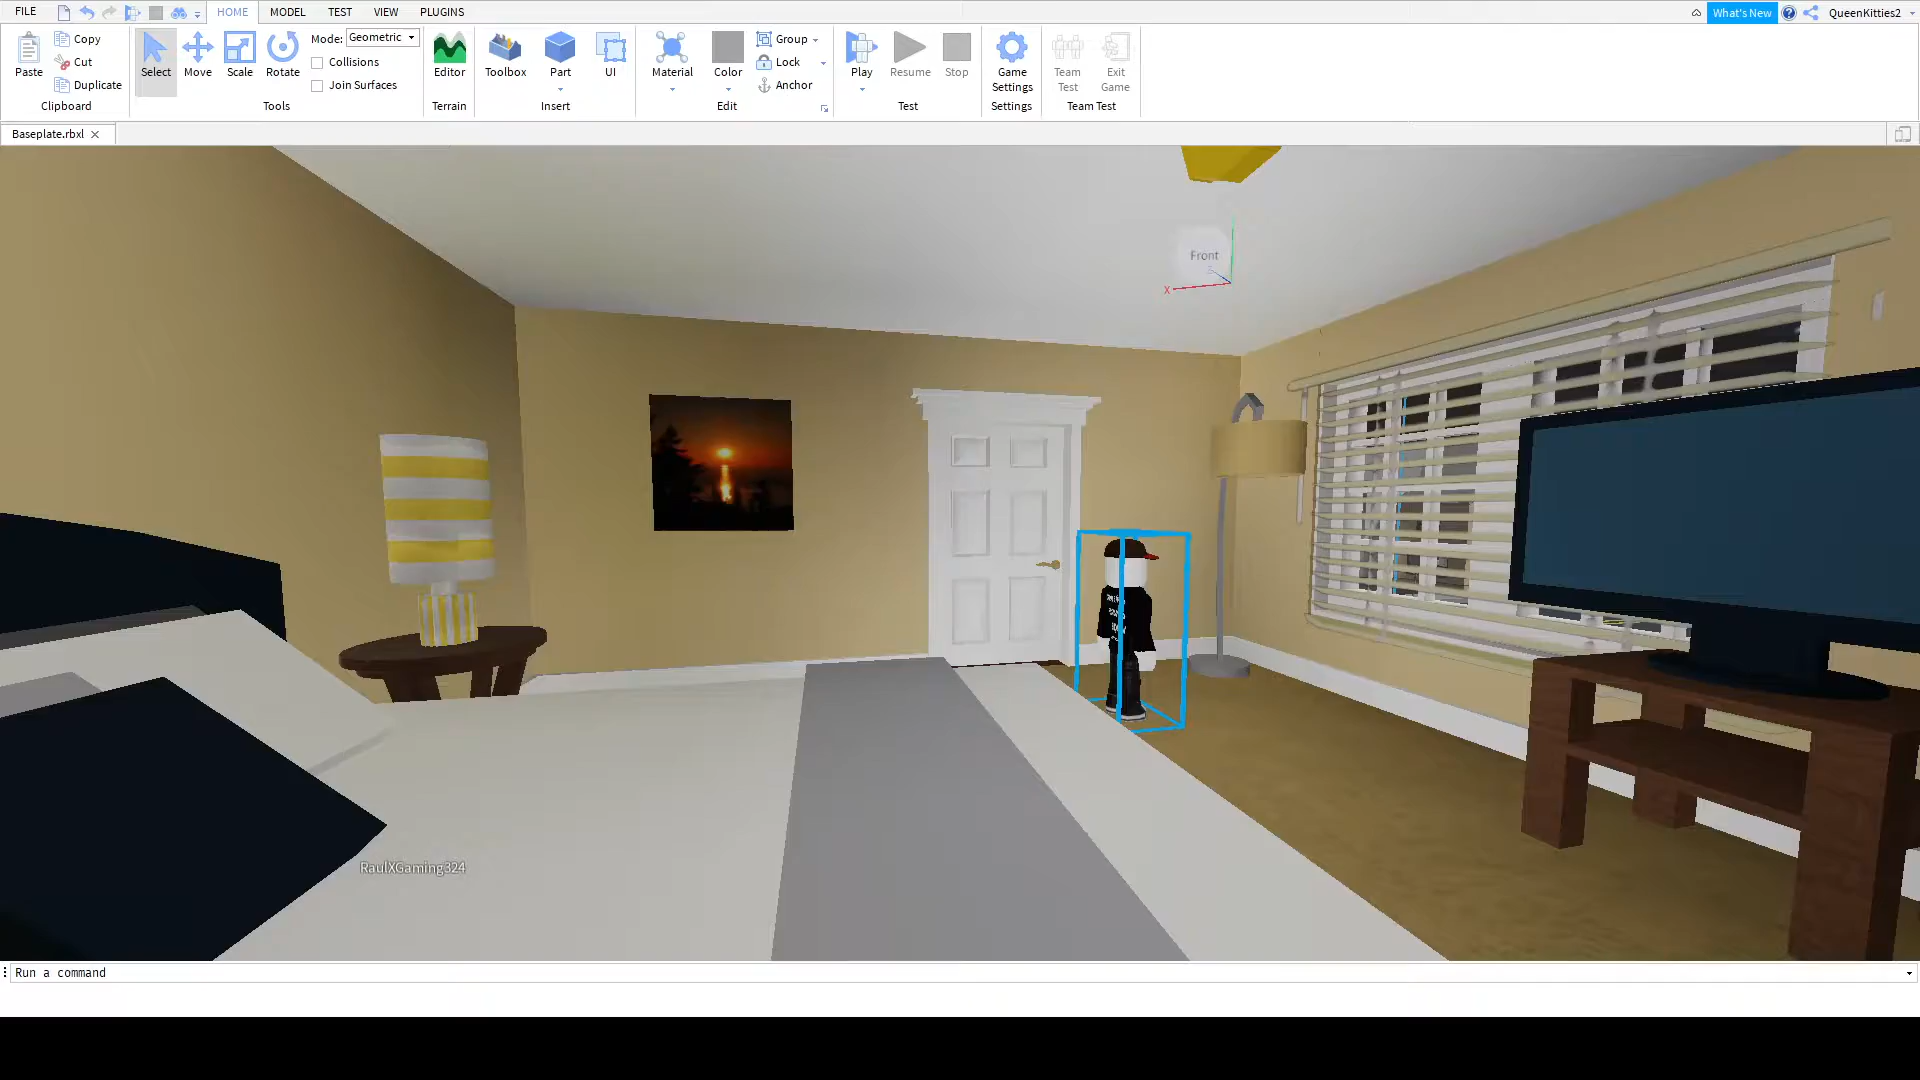 FILE
HOME
MODEL
TEST
VIEW
PLUGINS
What's New
QueenKitties2
Paste
Copy
Cut
Duplicate
Clipboard
Select
Move
Scale
Rotate
Mode: Geometric
Collisions
Join Surfaces
Tools
Editor
Terrain
Toolbox
Part
UI
Insert
Material
Color
Group
Lock
Anchor
Edit
Play
Resume
Stop
Test
Game
Settings
Settings
Team
Test
Exit
Game
Team Test
Baseplate.rbxl
Front
X
Z
RaulXGaming324
Run a command